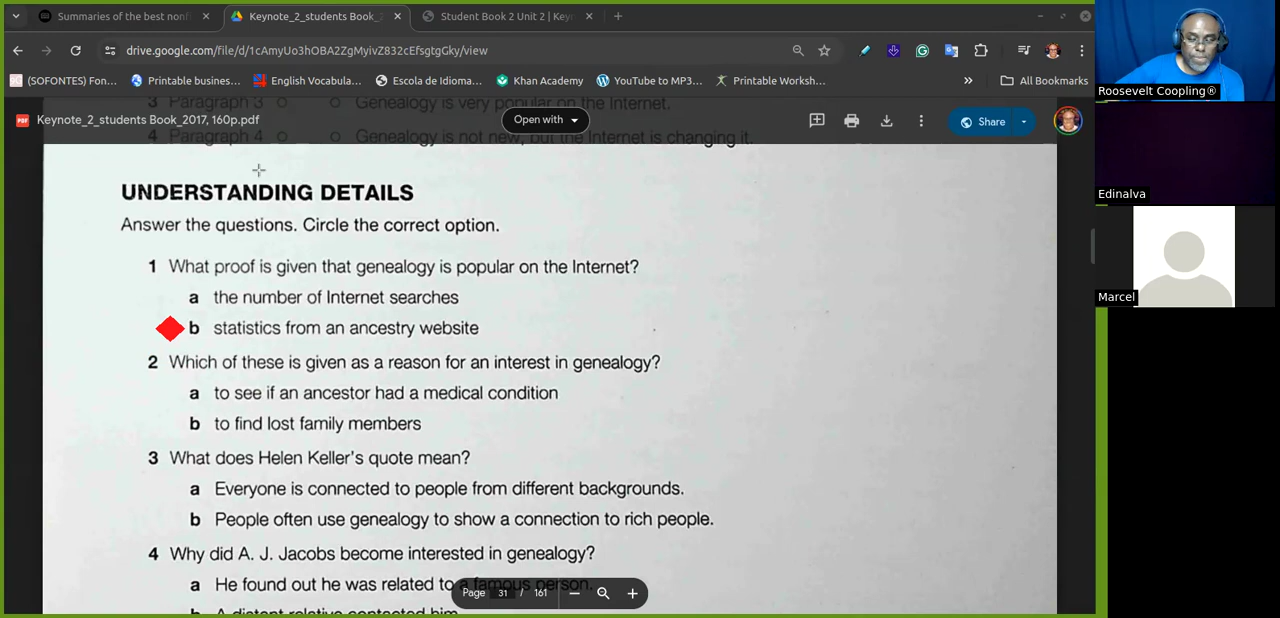 Summaries of the best nonf
Keynote_2_students Book_2
Student Book 2 Unit 2 | Key
drive.google.com/file/d/1cAmyUo3hOBA2ZgMyivZ832cEfsgtgGky/view
(SOFONTES) Fon...
Printable busines...
English Vocabula...
Escola de Idioma...
Khan Academy
YouTube to MP3...
Printable Worksh...
All Bookmarks
3 Paragraph 3 Genealogy is very popular on the Internet.
Keynote_2_students Book_2017, 160p.pdf
Open with
Share
4 Paragraph 4 Genealogy is not new, but the Internet is changing it.
UNDERSTANDING DETAILS
Answer the questions. Circle the correct option.
1 What proof is given that genealogy is popular on the Internet?
a the number of Internet searches
b statistics from an ancestry website
2 Which of these is given as a reason for an interest in genealogy?
a to see if an ancestor had a medical condition
b to find lost family members
3 What does Helen Keller's quote mean?
a Everyone is connected to people from different backgrounds.
b People often use genealogy to show a connection to rich people.
4 Why did A. J. Jacobs become interested in genealogy?
a He found out he was related to a famous person.
b A distant relative contacted him.
Page 31 / 161
Roosevelt Coopling®
Edinalva
Marcel